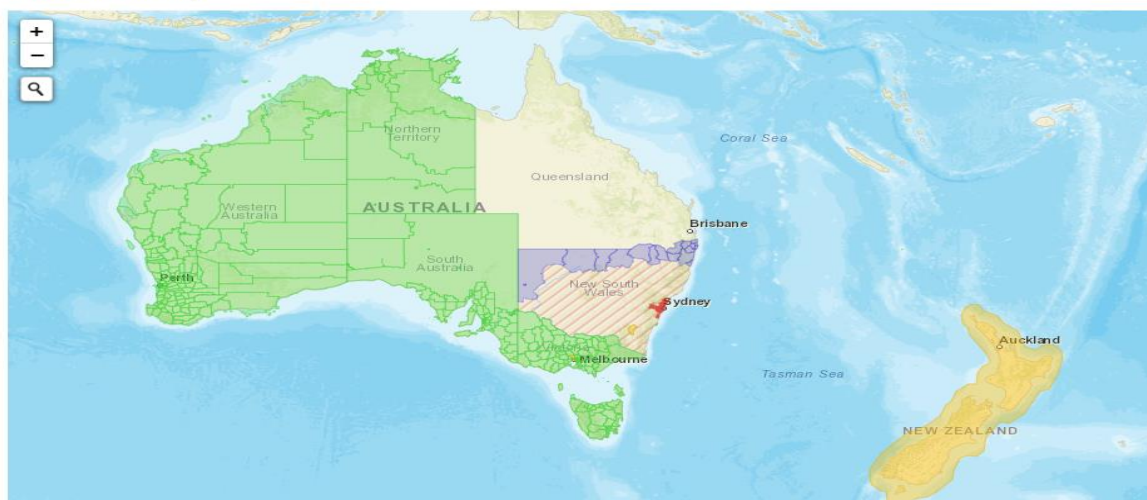 +
−
Northern
Territory
Coral Sea
Queensland
Western
Australia
AUSTRALIA
Brisbane
South
Australia
Perth
New South
Wales
Sydney
Victoria
Melbourne
Auckland
Tasman Sea
NEW ZEALAND